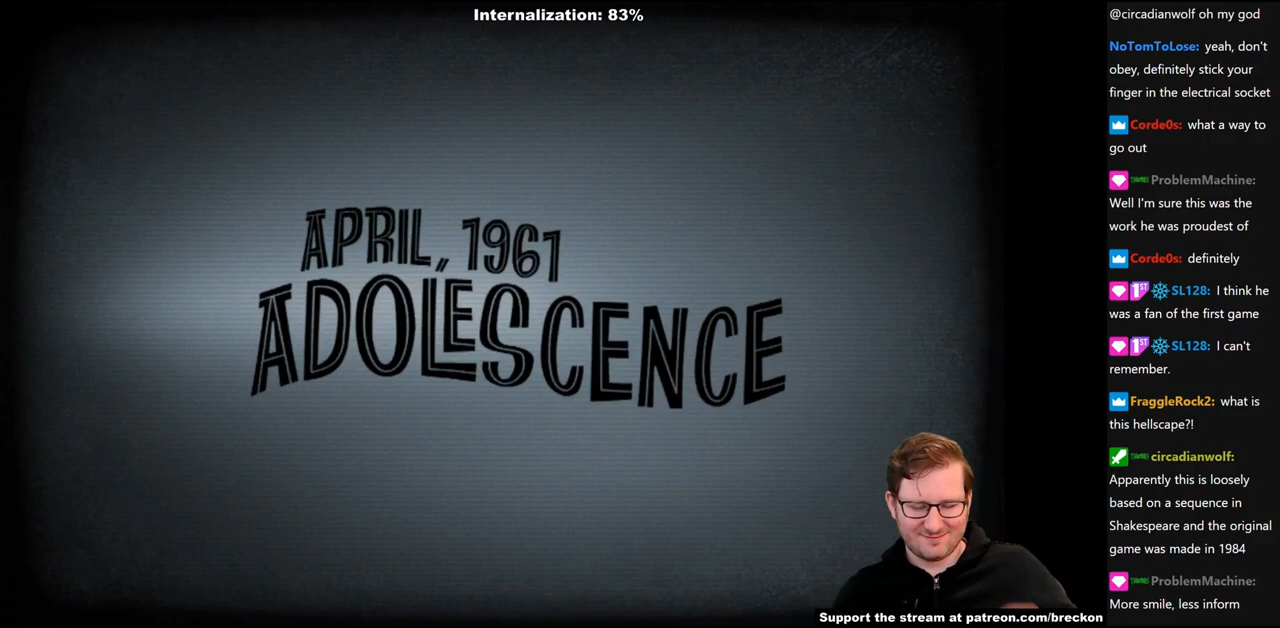 Internalization: 83%
APRIL, 1961
ADOLESCENCE
Support the stream at patreon.com/breckon
@circadianwolf oh my god
NoTomToLose: yeah, don't
obey, definitely stick your
finger in the electrical socket
Corde0s: what a way to
go out
ProblemMachine:
Well I'm sure this was the
work he was proudest of
Corde0s: definitely
1ST SL128: I think he
was a fan of the first game
1ST SL128: I can't
remember.
FraggleRock2: what is
this hellscape?!
circadianwolf:
Apparently this is loosely
based on a sequence in
Shakespeare and the original
game was made in 1984
ProblemMachine:
More smile, less inform